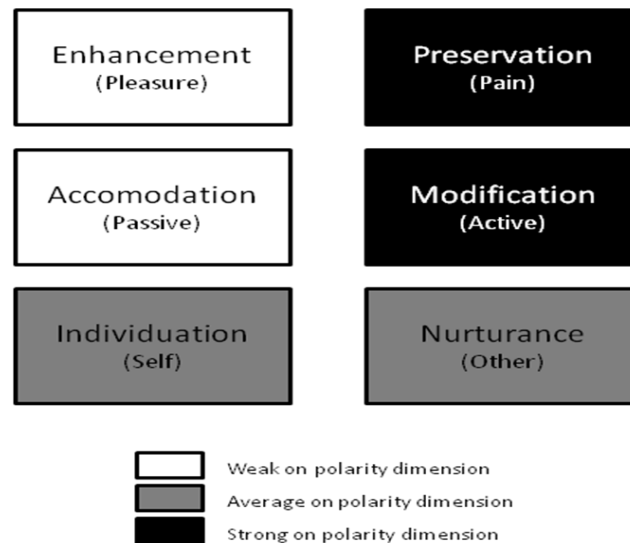 Enhancement
(Pleasure)
Preservation
(Pain)
Accomodation
(Passive)
Modification
(Active)
Individuation
(Self)
Nurturance
(Other)
Weak on polarity dimension
Average on polarity dimension
Strong on polarity dimension